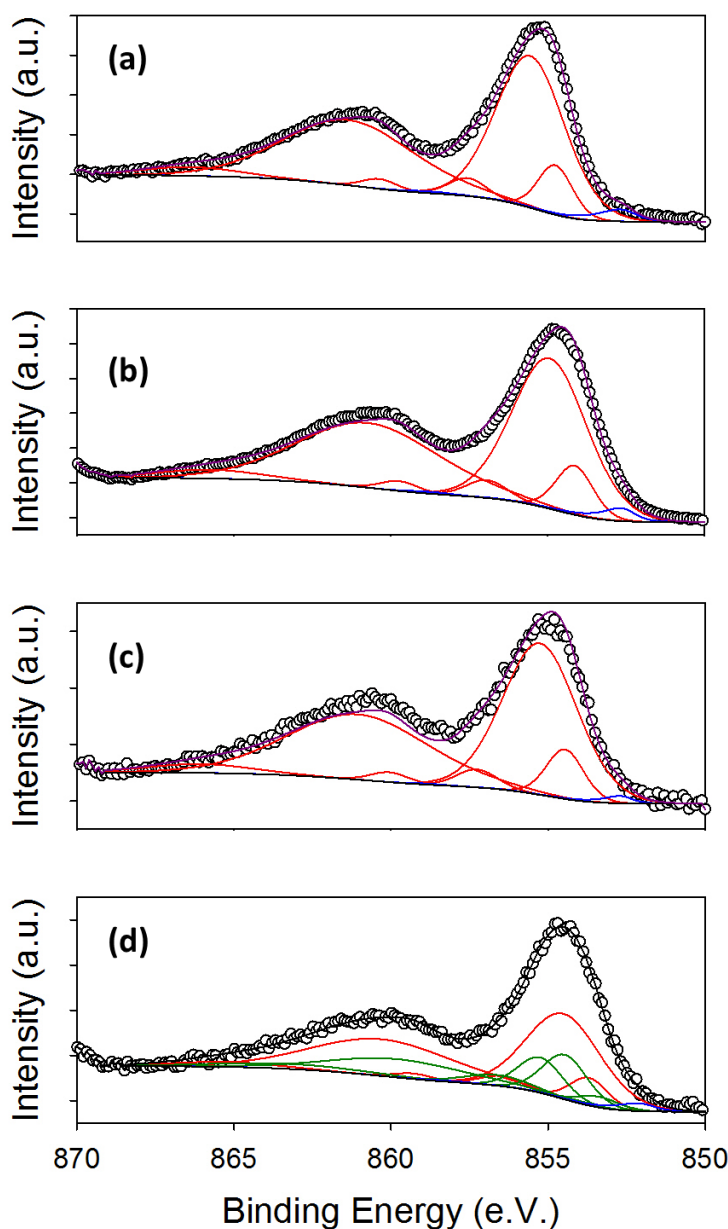 (a)
Intensity (a.u.)
(b)
Intensity (a.u.)
(c)
Intensity (a.u.)
(d)
Intensity (a.u.)
870 865 860 855 850
Binding Energy (e.V.)